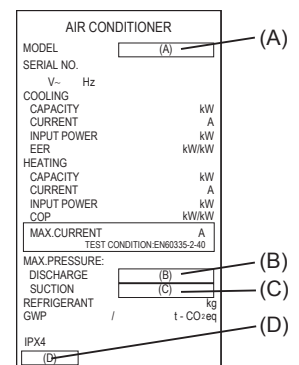 AIR CONDITIONER
MODEL (A) (A)
SERIAL NO.
V~ Hz
COOLING
CAPACITY kW
CURRENT A
INPUT POWER kW
EER kW/kW
HEATING
CAPACITY kW
CURRENT A
INPUT POWER kW
COP kW/kW
MAX.CURRENT A
TEST CONDITION:EN60335-2-40
MAX.PRESSURE:
DISCHARGE (B) (B)
SUCTION (C) (C)
REFRIGERANT kg
GWP / t - CO2eq
IPX4 (D)
(D)